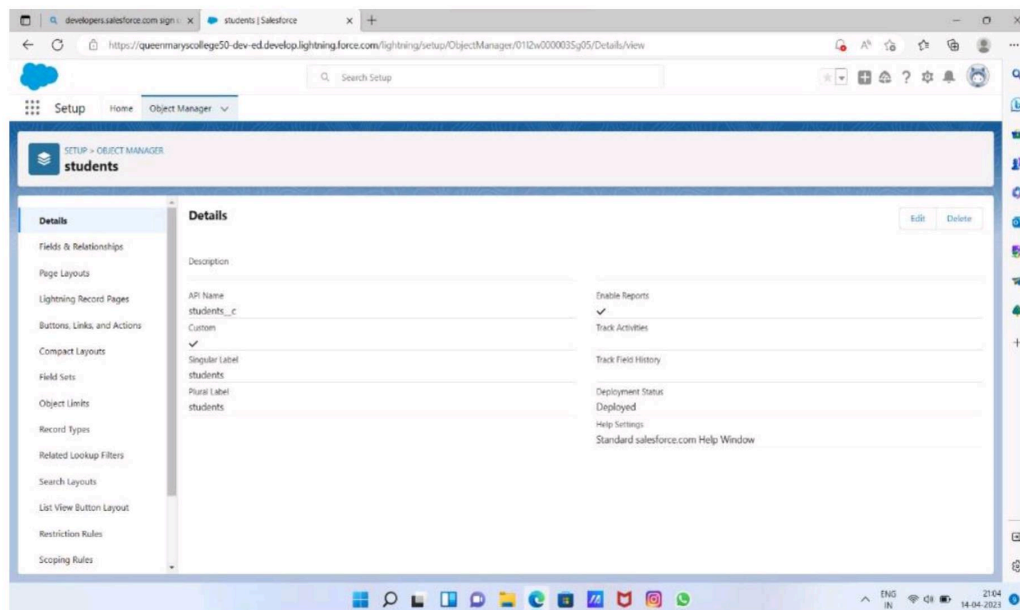 developers.salesforce.com sign u
students | Salesforce
https://queenmaryscollege50-dev-ed.develop.lightning.force.com/lightning/setup/ObjectManager/01I2w000003Sg05/Details/view
Search Setup
Setup
Home
Object Manager
SETUP > OBJECT MANAGER
students
Details
Fields & Relationships
Page Layouts
Lightning Record Pages
Buttons, Links, and Actions
Compact Layouts
Field Sets
Object Limits
Record Types
Related Lookup Filters
Search Layouts
List View Button Layout
Restriction Rules
Scoping Rules
Details
Edit
Delete
Description
API Name
students__c
Custom
Singular Label
students
Plural Label
students
Enable Reports
Track Activities
Track Field History
Deployment Status
Deployed
Help Settings
Standard salesforce.com Help Window
ENG
IN
21:04
14-04-2023